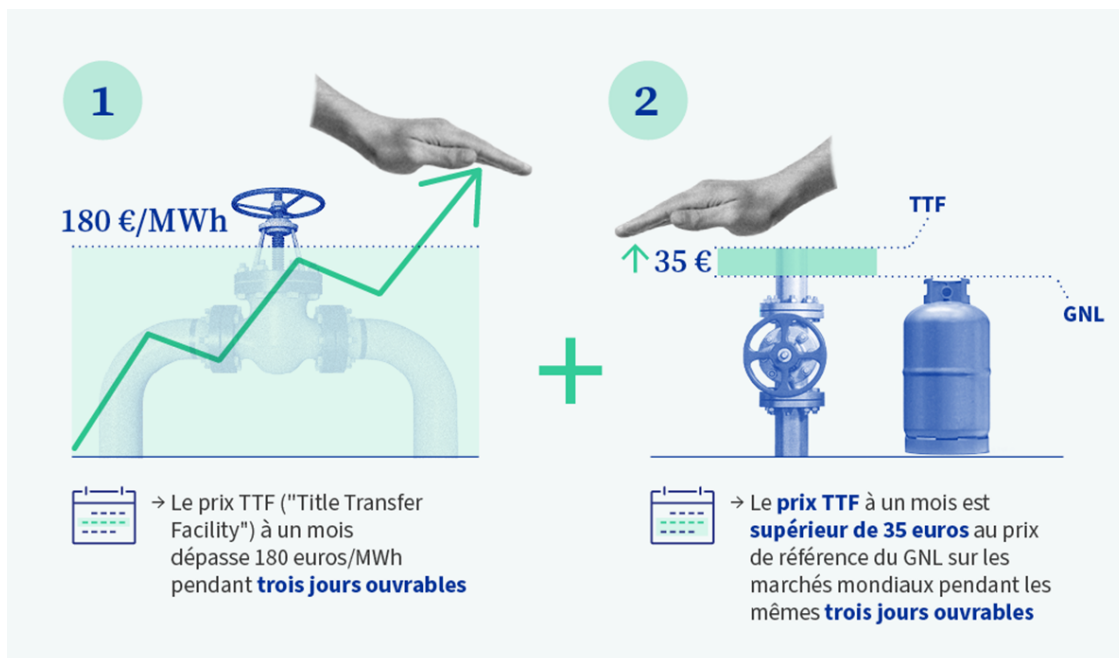 1
180 €/MWh
→ Le prix TTF ("Title Transfer
Facility") à un mois
dépasse 180 euros/MWh
pendant trois jours ouvrables
2
TTF
35 €
GNL
→ Le prix TTF à un mois est
supérieur de 35 euros au prix
de référence du GNL sur les
marchés mondiaux pendant les
mêmes trois jours ouvrables